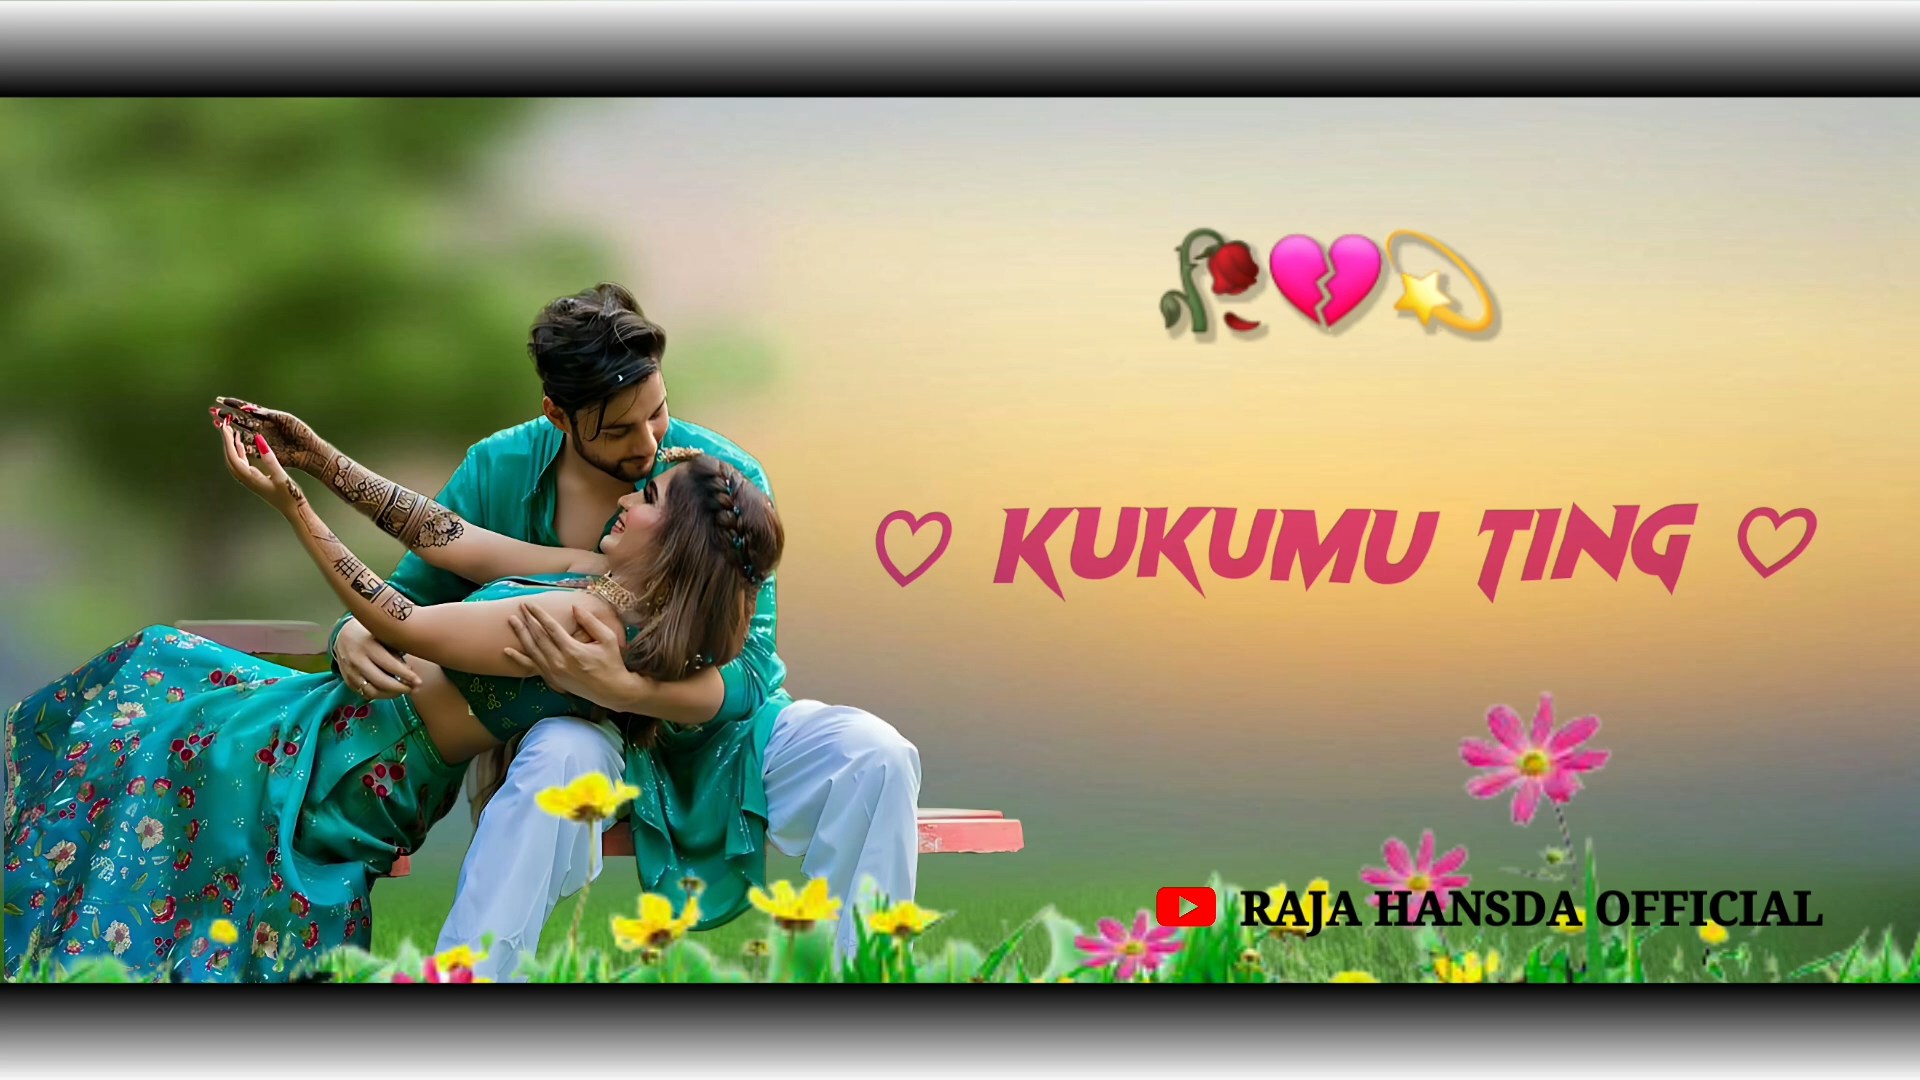 🥀💔💫
♡ KUKUMU TING ♡
RAJA HANSDA OFFICIAL